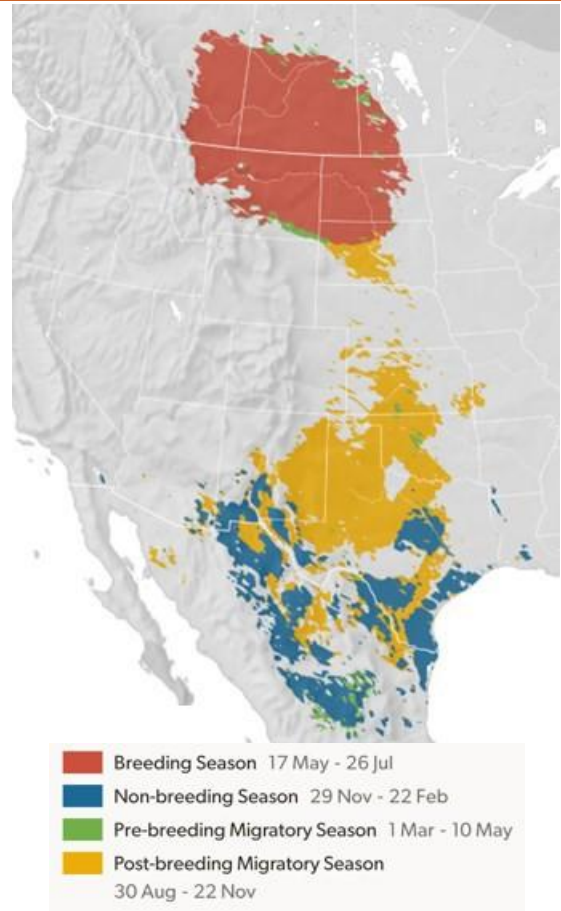 Breeding Season 17 May - 26 Jul
Non-breeding Season 29 Nov - 22 Feb
Pre-breeding Migratory Season 1 Mar - 10 May
Post-breeding Migratory Season
30 Aug - 22 Nov